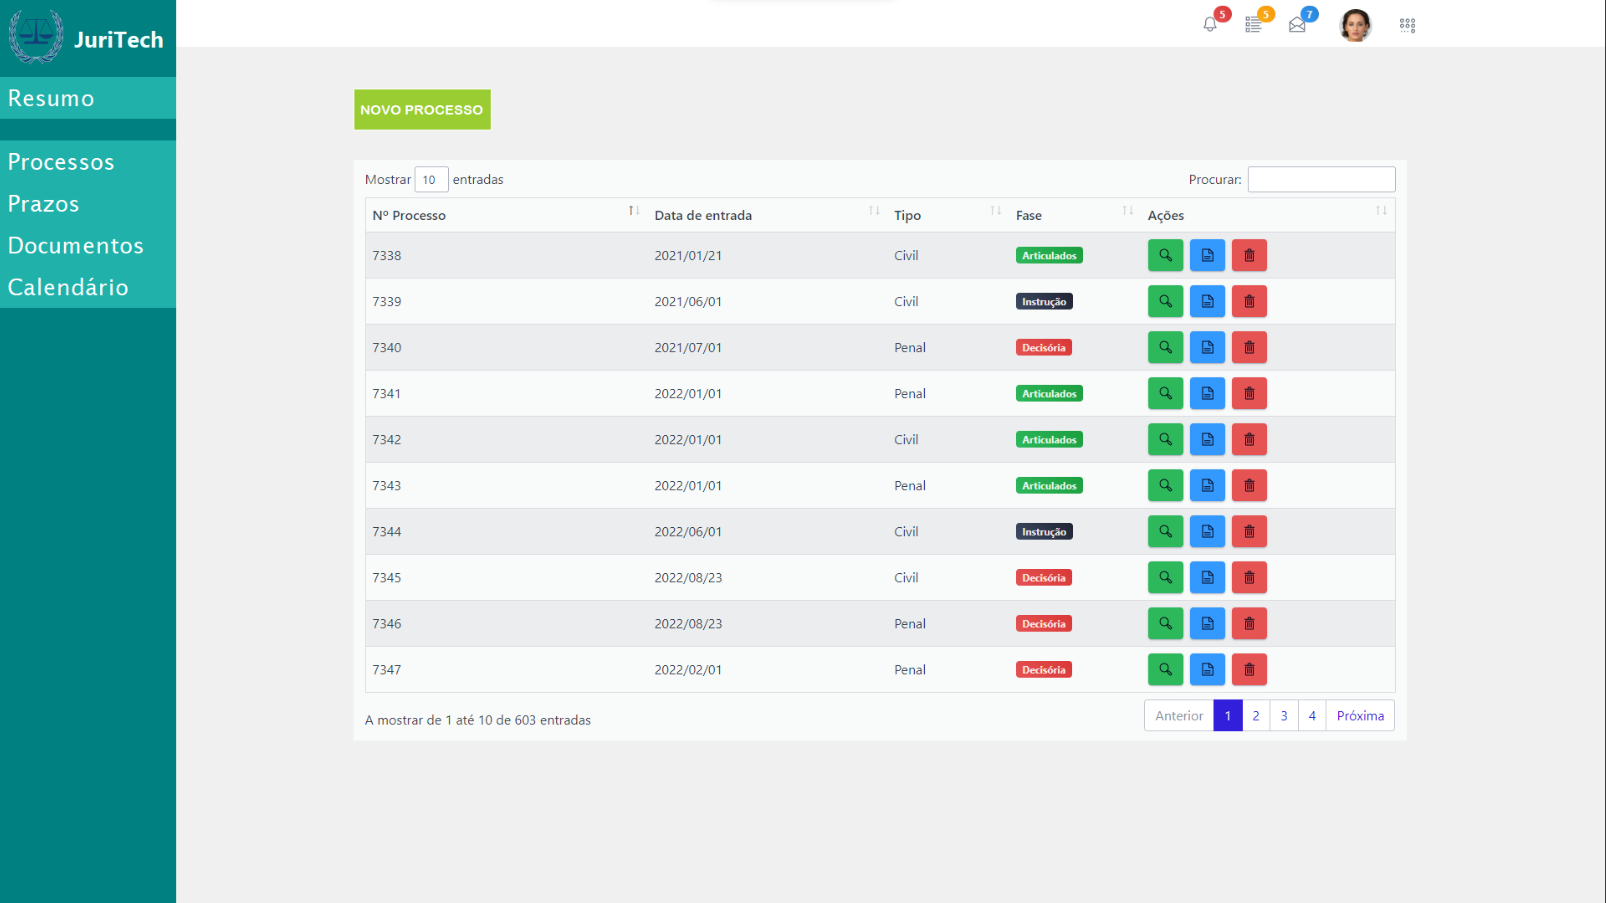 JuriTech
5
5
7
Resumo
Processos
Prazos
Documentos
Calendário
NOVO PROCESSO
Mostrar 10 entradas
Procurar:
Nº Processo Data de entrada Tipo Fase Ações
7338 2021/01/21 Civil Articulados
7339 2021/06/01 Civil Instrução
7340 2021/07/01 Penal Decisória
7341 2022/01/01 Penal Articulados
7342 2022/01/01 Civil Articulados
7343 2022/01/01 Penal Articulados
7344 2022/06/01 Civil Instrução
7345 2022/08/23 Civil Decisória
7346 2022/08/23 Penal Decisória
7347 2022/02/01 Penal Decisória
A mostrar de 1 até 10 de 603 entradas
Anterior 1 2 3 4 Próxima